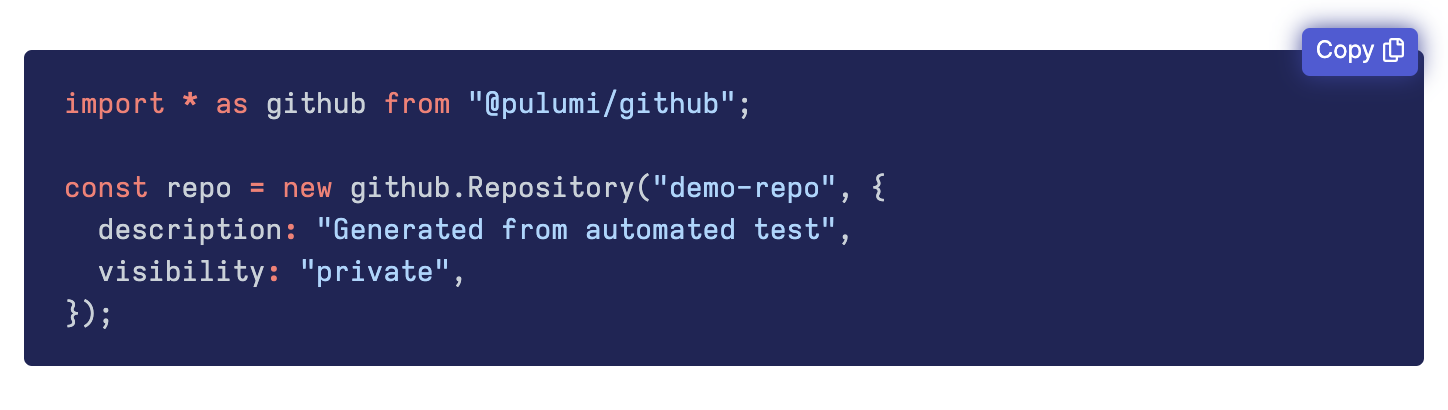 Copy
import * as github from "@pulumi/github";
const repo = new github.Repository("demo-repo", {
  description: "Generated from automated test",
  visibility: "private",
});